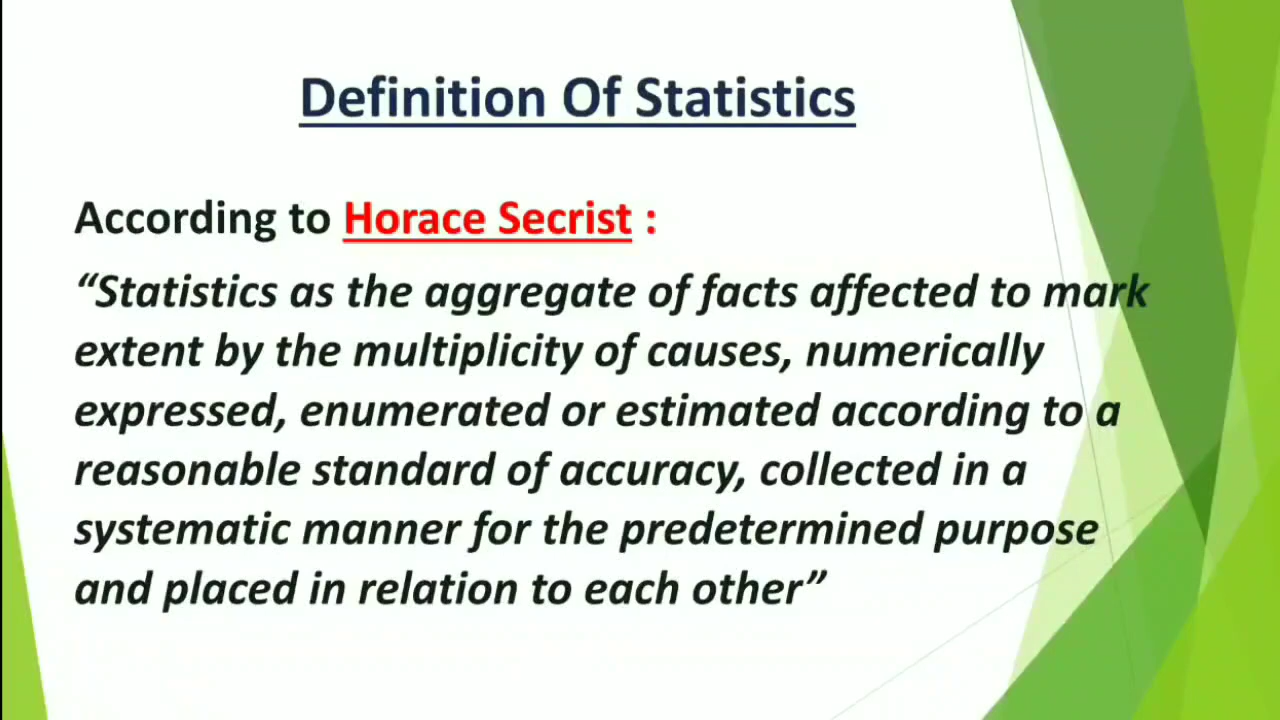 Definition Of Statistics
According to Horace Secrist :
“Statistics as the aggregate of facts affected to mark
extent by the multiplicity of causes, numerically
expressed, enumerated or estimated according to a
reasonable standard of accuracy, collected in a
systematic manner for the predetermined purpose
and placed in relation to each other”